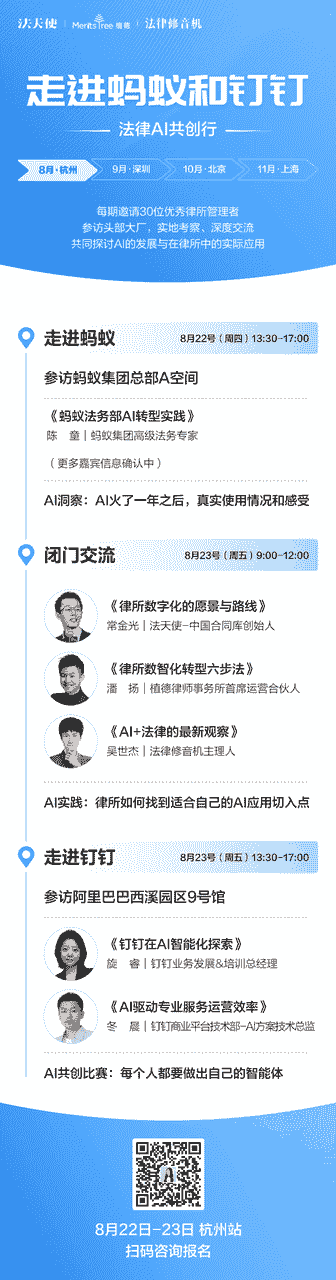 法天使 | MeritsTree 植德 | 法律修音机
走进蚂蚁和钉钉
法律AI共创行
8月·杭州 9月·深圳 10月·北京 11月·上海
每期邀请30位优秀律所管理者
参访头部大厂，实地考察、深度交流
共同探讨AI的发展与在律所中的实际应用
走进蚂蚁 8月22号（周四）13:30-17:00
参访蚂蚁集团总部A空间
《蚂蚁法务部AI转型实践》
陈　童｜蚂蚁集团高级法务专家
（更多嘉宾信息确认中）
AI洞察：AI火了一年之后，真实使用情况和感受
闭门交流 8月23号（周五）9:00-12:00
《律所数字化的愿景与路线》
常金光｜法天使-中国合同库创始人
《律所数智化转型六步法》
潘　扬｜植德律师事务所首席运营合伙人
《AI+法律的最新观察》
吴世杰｜法律修音机主理人
AI实践：律所如何找到适合自己的AI应用切入点
走进钉钉 8月23号（周五）13:30-17:00
参访阿里巴巴西溪园区9号馆
《钉钉在AI智能化探索》
旋　睿｜钉钉业务发展&培训总经理
《AI驱动专业服务运营效率》
冬　晨｜钉钉商业平台技术部-AI方案技术总监
AI共创比赛：每个人都要做出自己的智能体
8月22日-23日 杭州站
扫码咨询报名